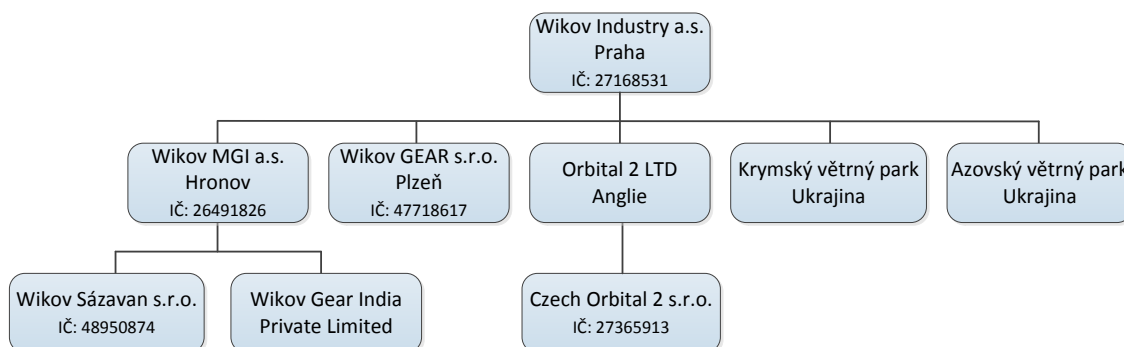 Wikov Industry a.s.
Praha
IČ: 27168531
Wikov MGI a.s.
Hronov
IČ: 26491826
Wikov GEAR s.r.o.
Plzeň
IČ: 47718617
Orbital 2 LTD
Anglie
Krymský větrný park
Ukrajina
Azovský větrný park
Ukrajina
Wikov Sázavan s.r.o.
IČ: 48950874
Wikov Gear India
Private Limited
Czech Orbital 2 s.r.o.
IČ: 27365913